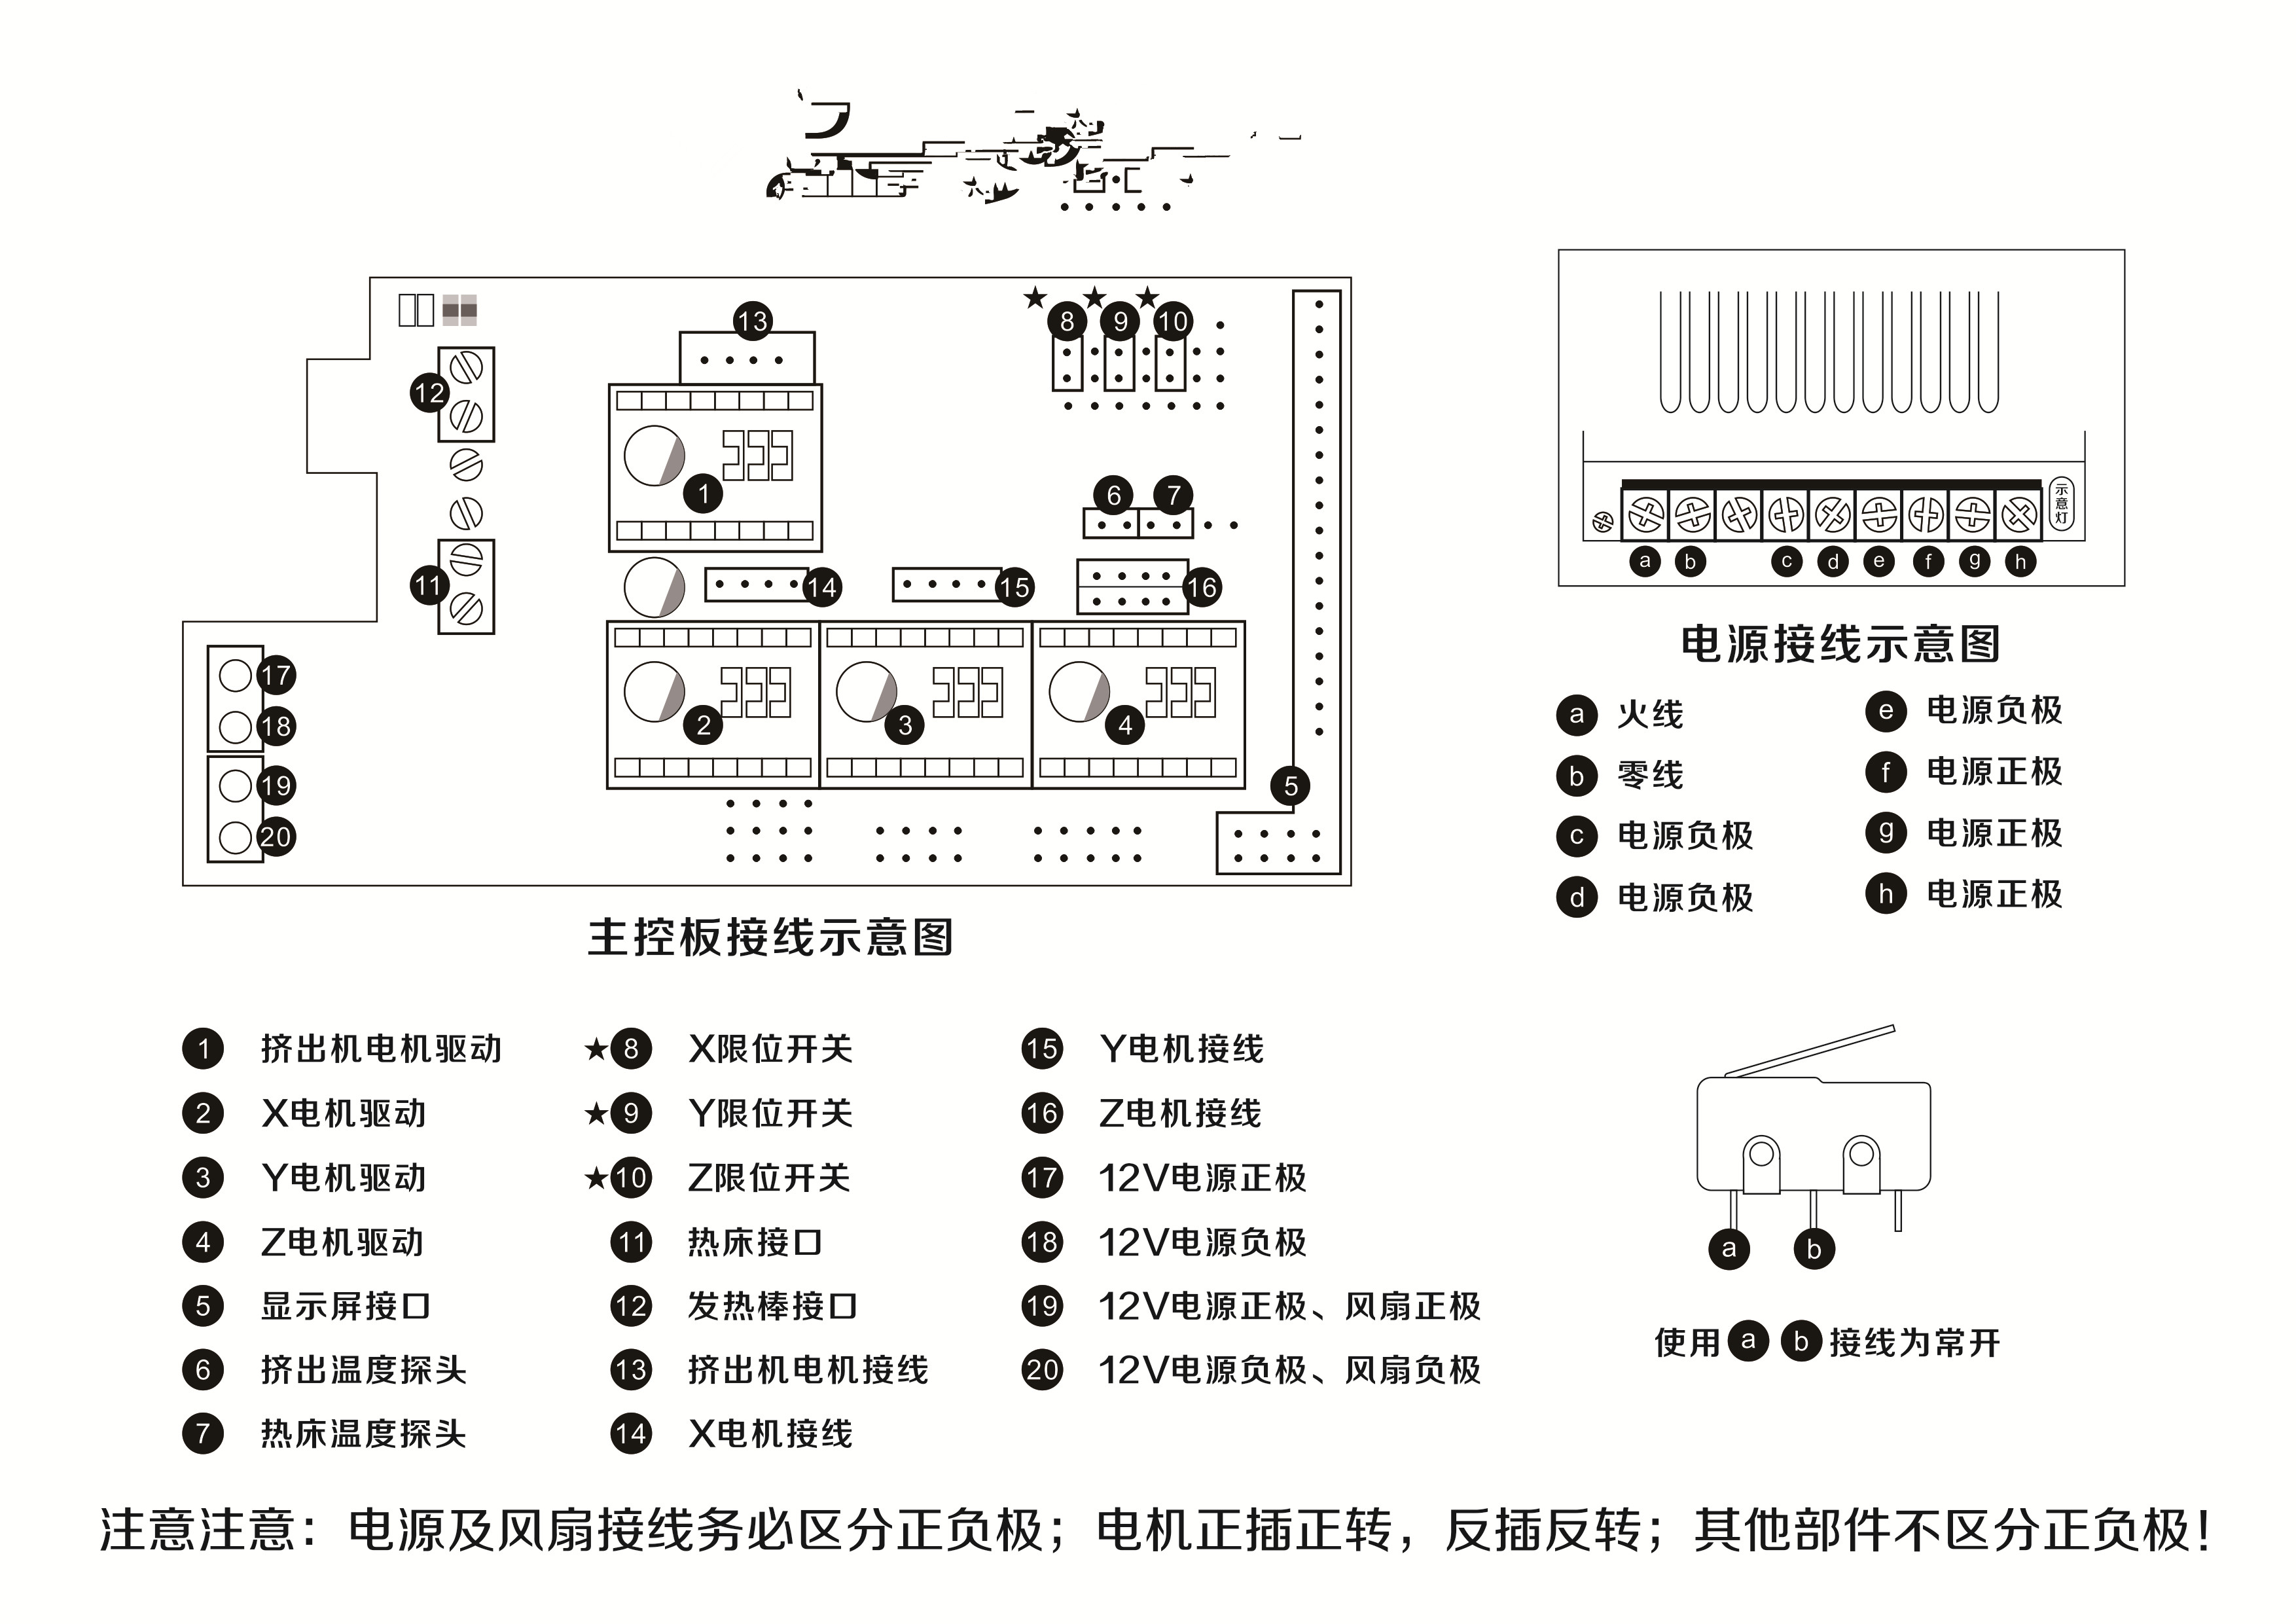 8 9 10
13
12
1
6 7
11
14 15 16
17
18
2 3 4
19
5
20
主控板接线示意图
示意灯
a b c d e f g h
电源接线示意图
a 火线
b 零线
c 电源负极
d 电源负极
e 电源负极
f 电源正极
g 电源正极
h 电源正极
1 挤出机电机驱动
2 X电机驱动
3 Y电机驱动
4 Z电机驱动
5 显示屏接口
6 挤出温度探头
7 热床温度探头
★8 X限位开关
★9 Y限位开关
★10 Z限位开关
11 热床接口
12 发热棒接口
13 挤出机电机接线
14 X电机接线
15 Y电机接线
16 Z电机接线
17 12V电源正极
18 12V电源负极
19 12V电源正极、风扇正极
20 12V电源负极、风扇负极
a b
使用 a b 接线为常开
注意注意：电源及风扇接线务必区分正负极；电机正插正转，反插反转；其他部件不区分正负极！